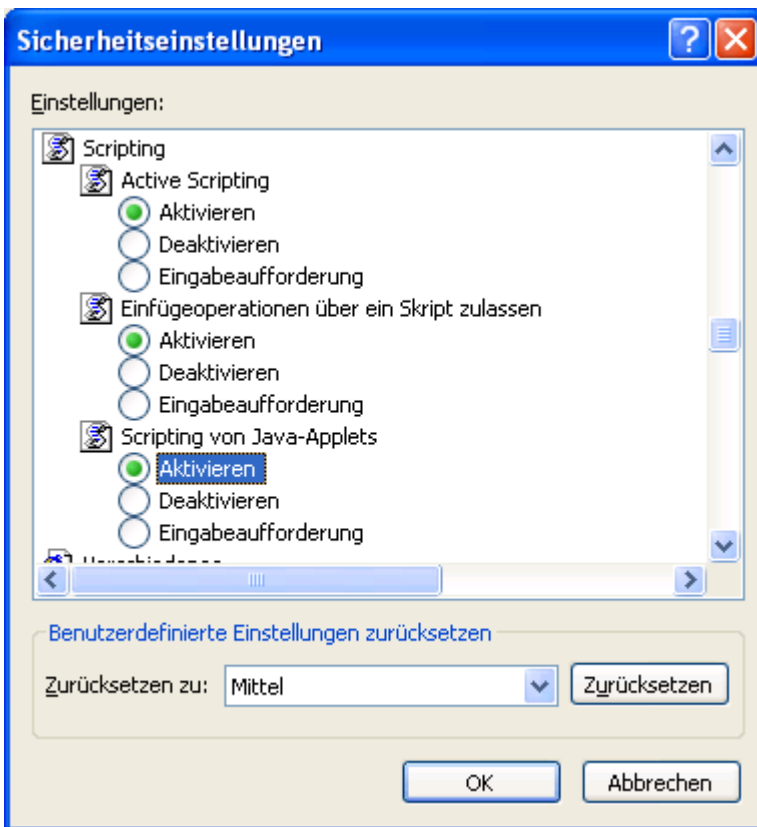 Sicherheitseinstellungen
Einstellungen:
Scripting
Active Scripting
Aktivieren
Deaktivieren
Eingabeaufforderung
Einfügeoperationen über ein Skript zulassen
Aktivieren
Deaktivieren
Eingabeaufforderung
Scripting von Java-Applets
Aktivieren
Deaktivieren
Eingabeaufforderung
Benutzerdefinierte Einstellungen zurücksetzen
Zurücksetzen zu: Mittel Zurücksetzen
OK Abbrechen